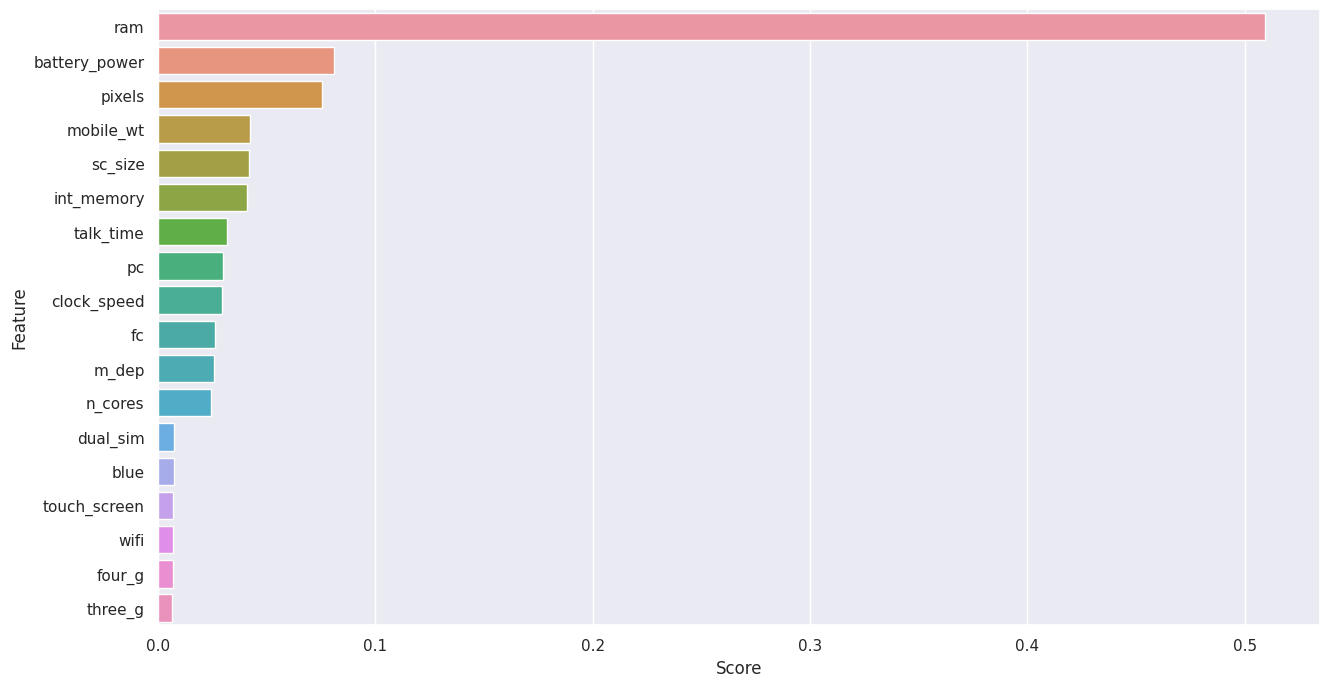 ram
battery_power
pixels
mobile_wt
sc_size
int_memory
talk_time
pc
clock_speed
fc
m_dep
n_cores
dual_sim
blue
touch_screen
wifi
four_g
three_g
Feature
0.0 0.1 0.2 0.3 0.4 0.5
Score